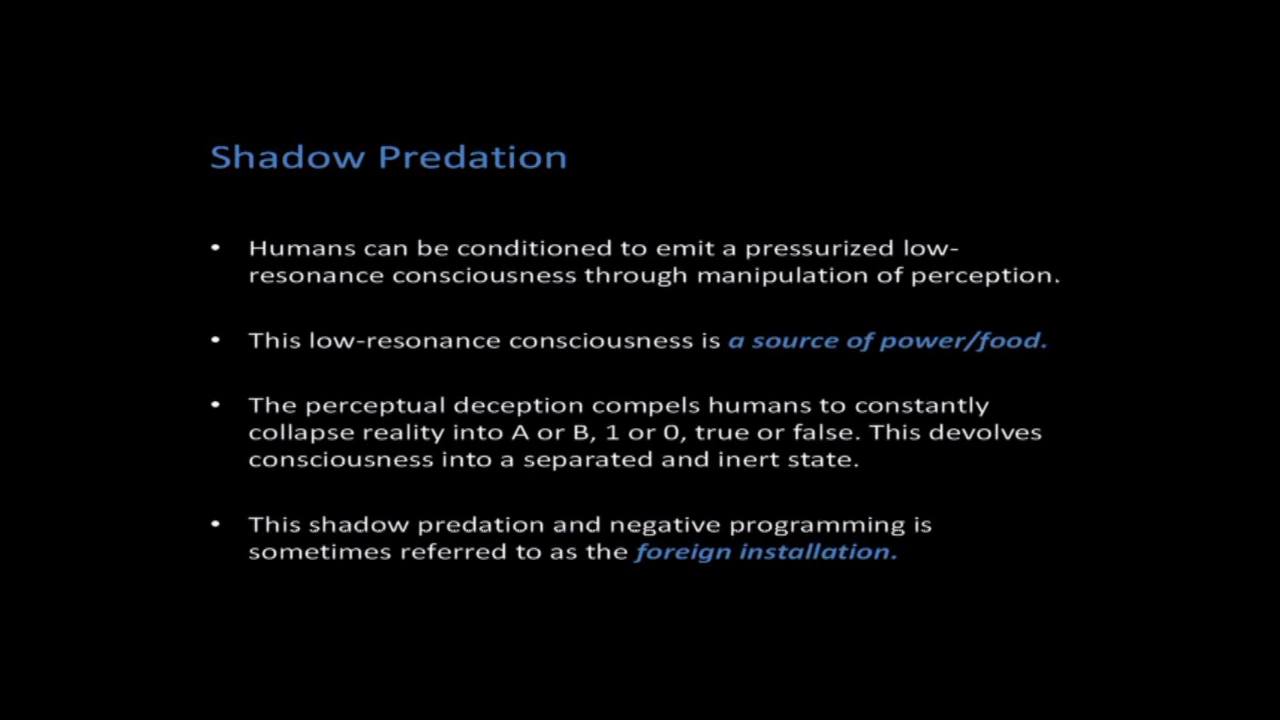 Shadow Predation
• Humans can be conditioned to emit a pressurized low-
resonance consciousness through manipulation of perception.
• This low-resonance consciousness is a source of power/food.
• The perceptual deception compels humans to constantly
collapse reality into A or B, 1 or 0, true or false. This devolves
consciousness into a separated and inert state.
• This shadow predation and negative programming is
sometimes referred to as the foreign installation.